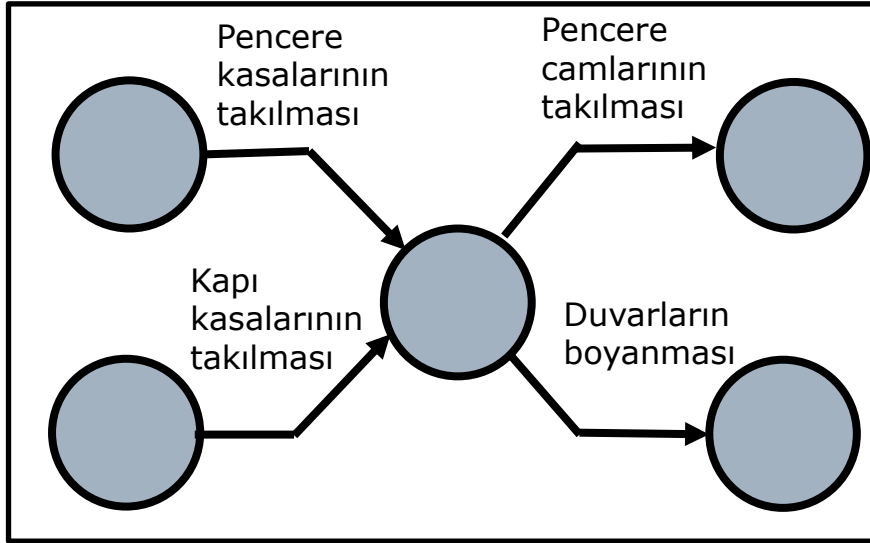 Pencere
kasalarının
takılması
Pencere
camlarının
takılması
Kapı
kasalarının
takılması
Duvarların
boyanması